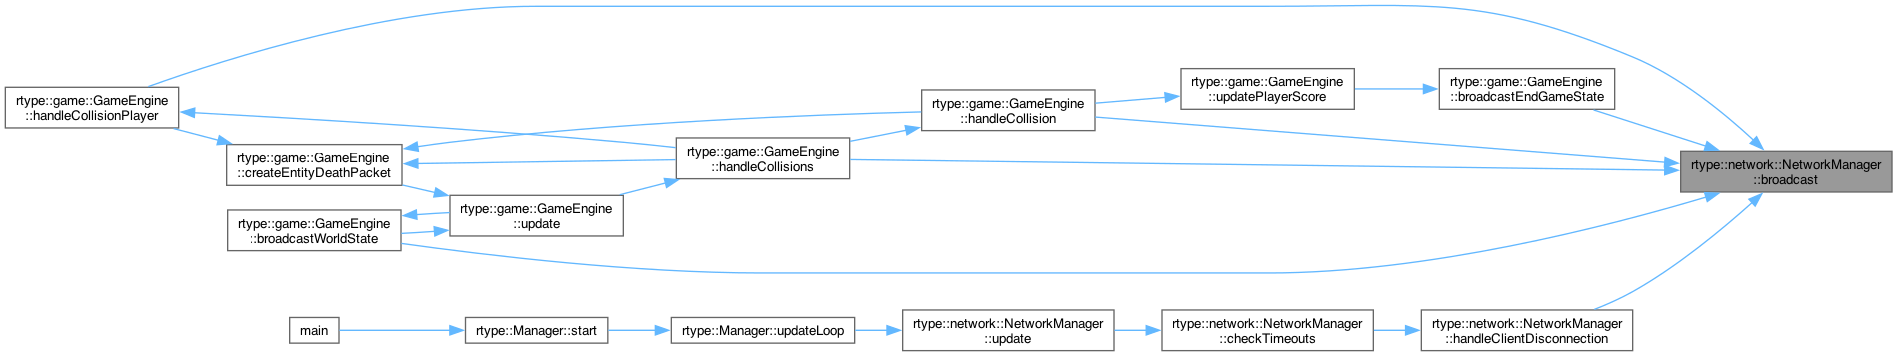 rtype::game::GameEngine
::handleCollisionPlayer
rtype::game::GameEngine
::createEntityDeathPacket
rtype::game::GameEngine
::broadcastWorldState
rtype::game::GameEngine
::update
rtype::game::GameEngine
::handleCollisions
rtype::game::GameEngine
::handleCollision
rtype::game::GameEngine
::updatePlayerScore
rtype::game::GameEngine
::broadcastEndGameState
rtype::network::NetworkManager
::broadcast
main
rtype::Manager::start
rtype::Manager::updateLoop
rtype::network::NetworkManager
::update
rtype::network::NetworkManager
::checkTimeouts
rtype::network::NetworkManager
::handleClientDisconnection